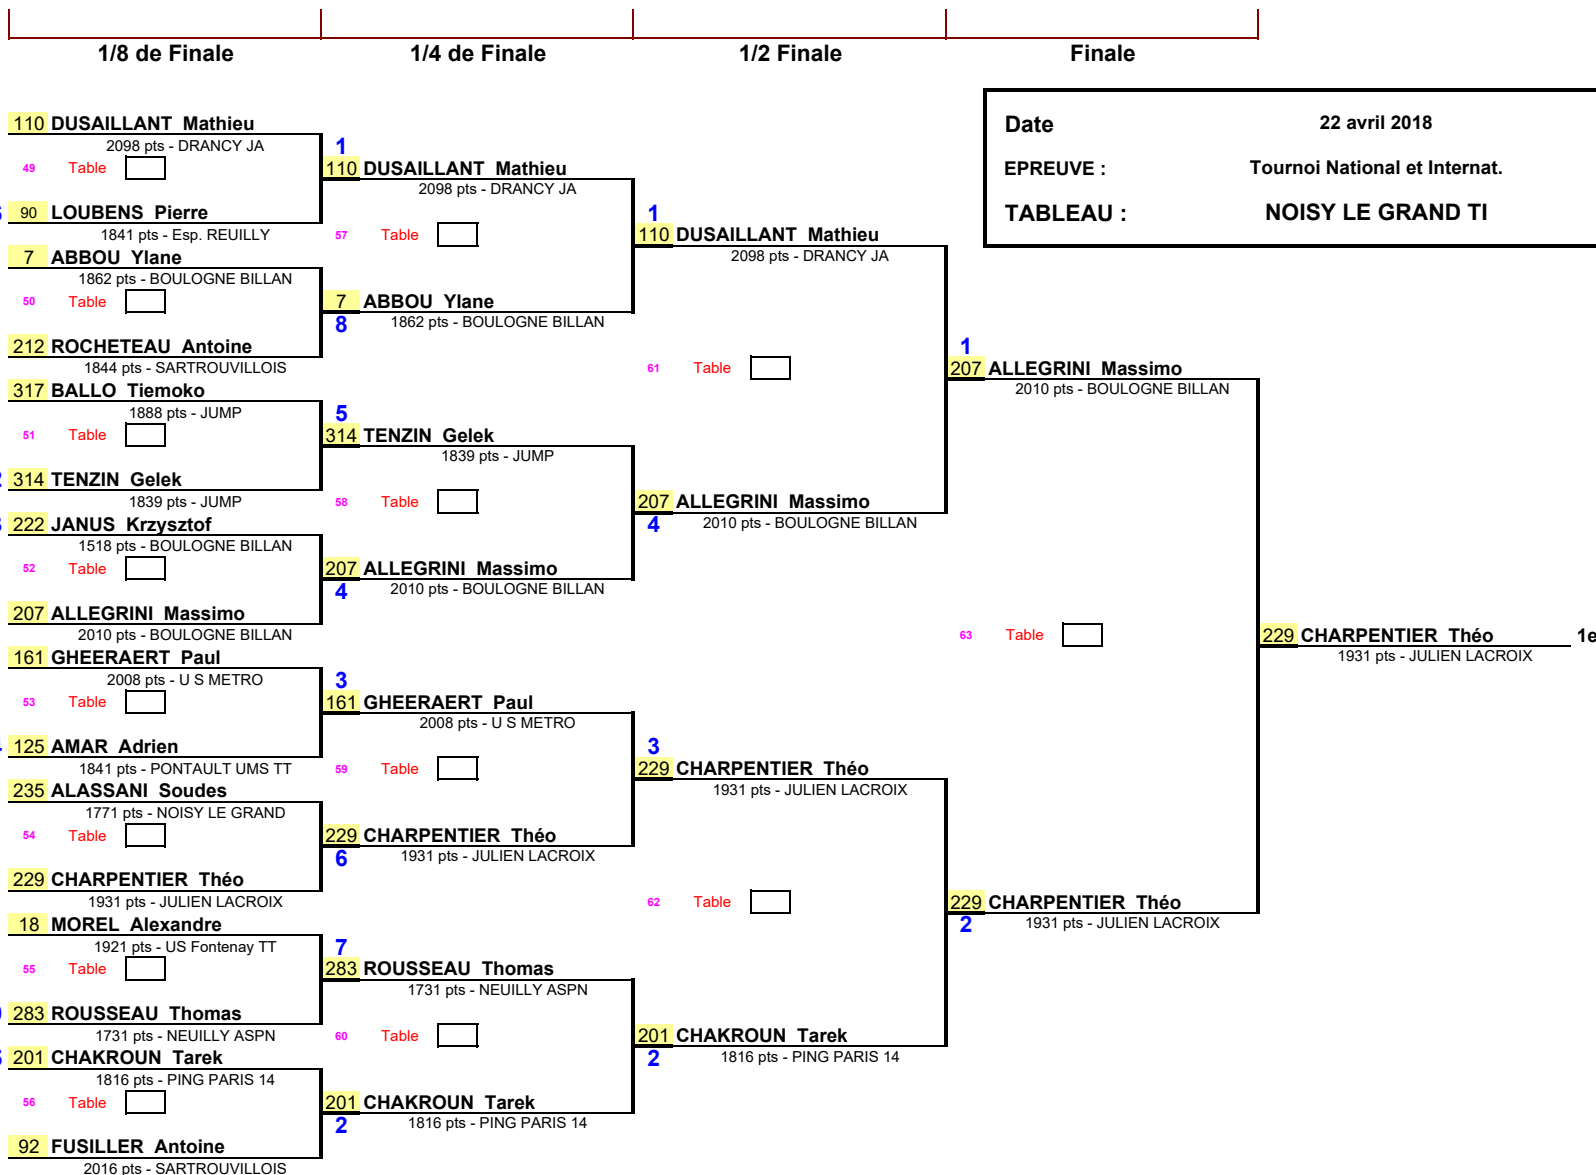 1/8 de Finale
1/4 de Finale
1/2 Finale
Finale
Date 22 avril 2018
EPREUVE : Tournoi National et Internat.
TABLEAU : NOISY LE GRAND TI
110 DUSAILLANT Mathieu
2098 pts - DRANCY JA
49 Table
90 LOUBENS Pierre
1841 pts - Esp. REUILLY
7 ABBOU Ylane
1862 pts - BOULOGNE BILLAN
50 Table
212 ROCHETEAU Antoine
1844 pts - SARTROUVILLOIS
317 BALLO Tiemoko
1888 pts - JUMP
51 Table
314 TENZIN Gelek
1839 pts - JUMP
222 JANUS Krzysztof
1518 pts - BOULOGNE BILLAN
52 Table
207 ALLEGRINI Massimo
2010 pts - BOULOGNE BILLAN
161 GHEERAERT Paul
2008 pts - U S METRO
53 Table
125 AMAR Adrien
1841 pts - PONTAULT UMS TT
235 ALASSANI Soudes
1771 pts - NOISY LE GRAND
54 Table
229 CHARPENTIER Théo
1931 pts - JULIEN LACROIX
18 MOREL Alexandre
1921 pts - US Fontenay TT
55 Table
283 ROUSSEAU Thomas
1731 pts - NEUILLY ASPN
201 CHAKROUN Tarek
1816 pts - PING PARIS 14
56 Table
92 FUSILLER Antoine
2016 pts - SARTROUVILLOIS
1
110 DUSAILLANT Mathieu
2098 pts - DRANCY JA
57 Table
7 ABBOU Ylane
8 1862 pts - BOULOGNE BILLAN
5
314 TENZIN Gelek
1839 pts - JUMP
58 Table
207 ALLEGRINI Massimo
4 2010 pts - BOULOGNE BILLAN
3
161 GHEERAERT Paul
2008 pts - U S METRO
59 Table
229 CHARPENTIER Théo
6 1931 pts - JULIEN LACROIX
7
283 ROUSSEAU Thomas
1731 pts - NEUILLY ASPN
60 Table
201 CHAKROUN Tarek
2 1816 pts - PING PARIS 14
1
110 DUSAILLANT Mathieu
2098 pts - DRANCY JA
61 Table
207 ALLEGRINI Massimo
4 2010 pts - BOULOGNE BILLAN
3
229 CHARPENTIER Théo
1931 pts - JULIEN LACROIX
62 Table
201 CHAKROUN Tarek
2 1816 pts - PING PARIS 14
1
207 ALLEGRINI Massimo
2010 pts - BOULOGNE BILLAN
63 Table
229 CHARPENTIER Théo
2 1931 pts - JULIEN LACROIX
229 CHARPENTIER Théo 1e
1931 pts - JULIEN LACROIX